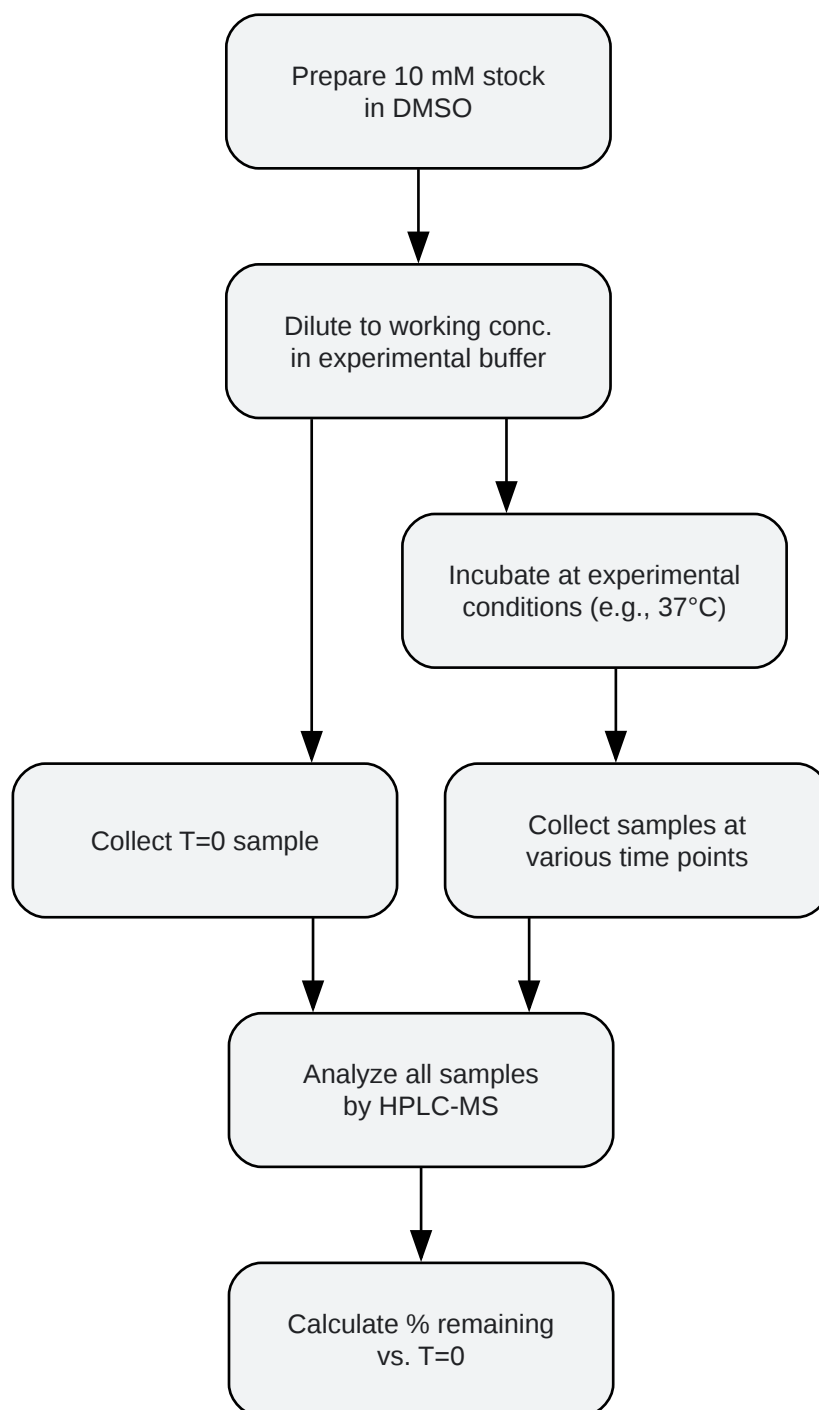 Prepare 10 mM stock
in DMSO
Dilute to working conc.
in experimental buffer
Incubate at experimental
conditions (e.g., 37°C)
Collect T=0 sample
Collect samples at
various time points
Analyze all samples
by HPLC-MS
Calculate % remaining
vs. T=0